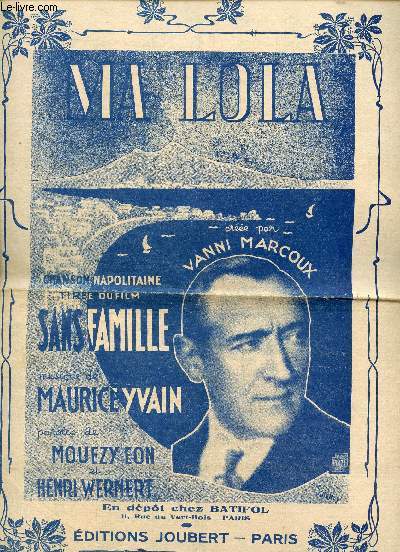 Le-livre.com
MA LOLA
créée par
VANNI MARCOUX
CHANSON NAPOLITAINE
TIRÉE DU FILM
SANS FAMILLE
musique de
MAURICE YVAIN
paroles de
MOUEZY EON
et
HENRI WERNERT
En dépôt chez BATIFOL
11, Rue du Vert-Bois PARIS
ÉDITIONS JOUBERT — PARIS